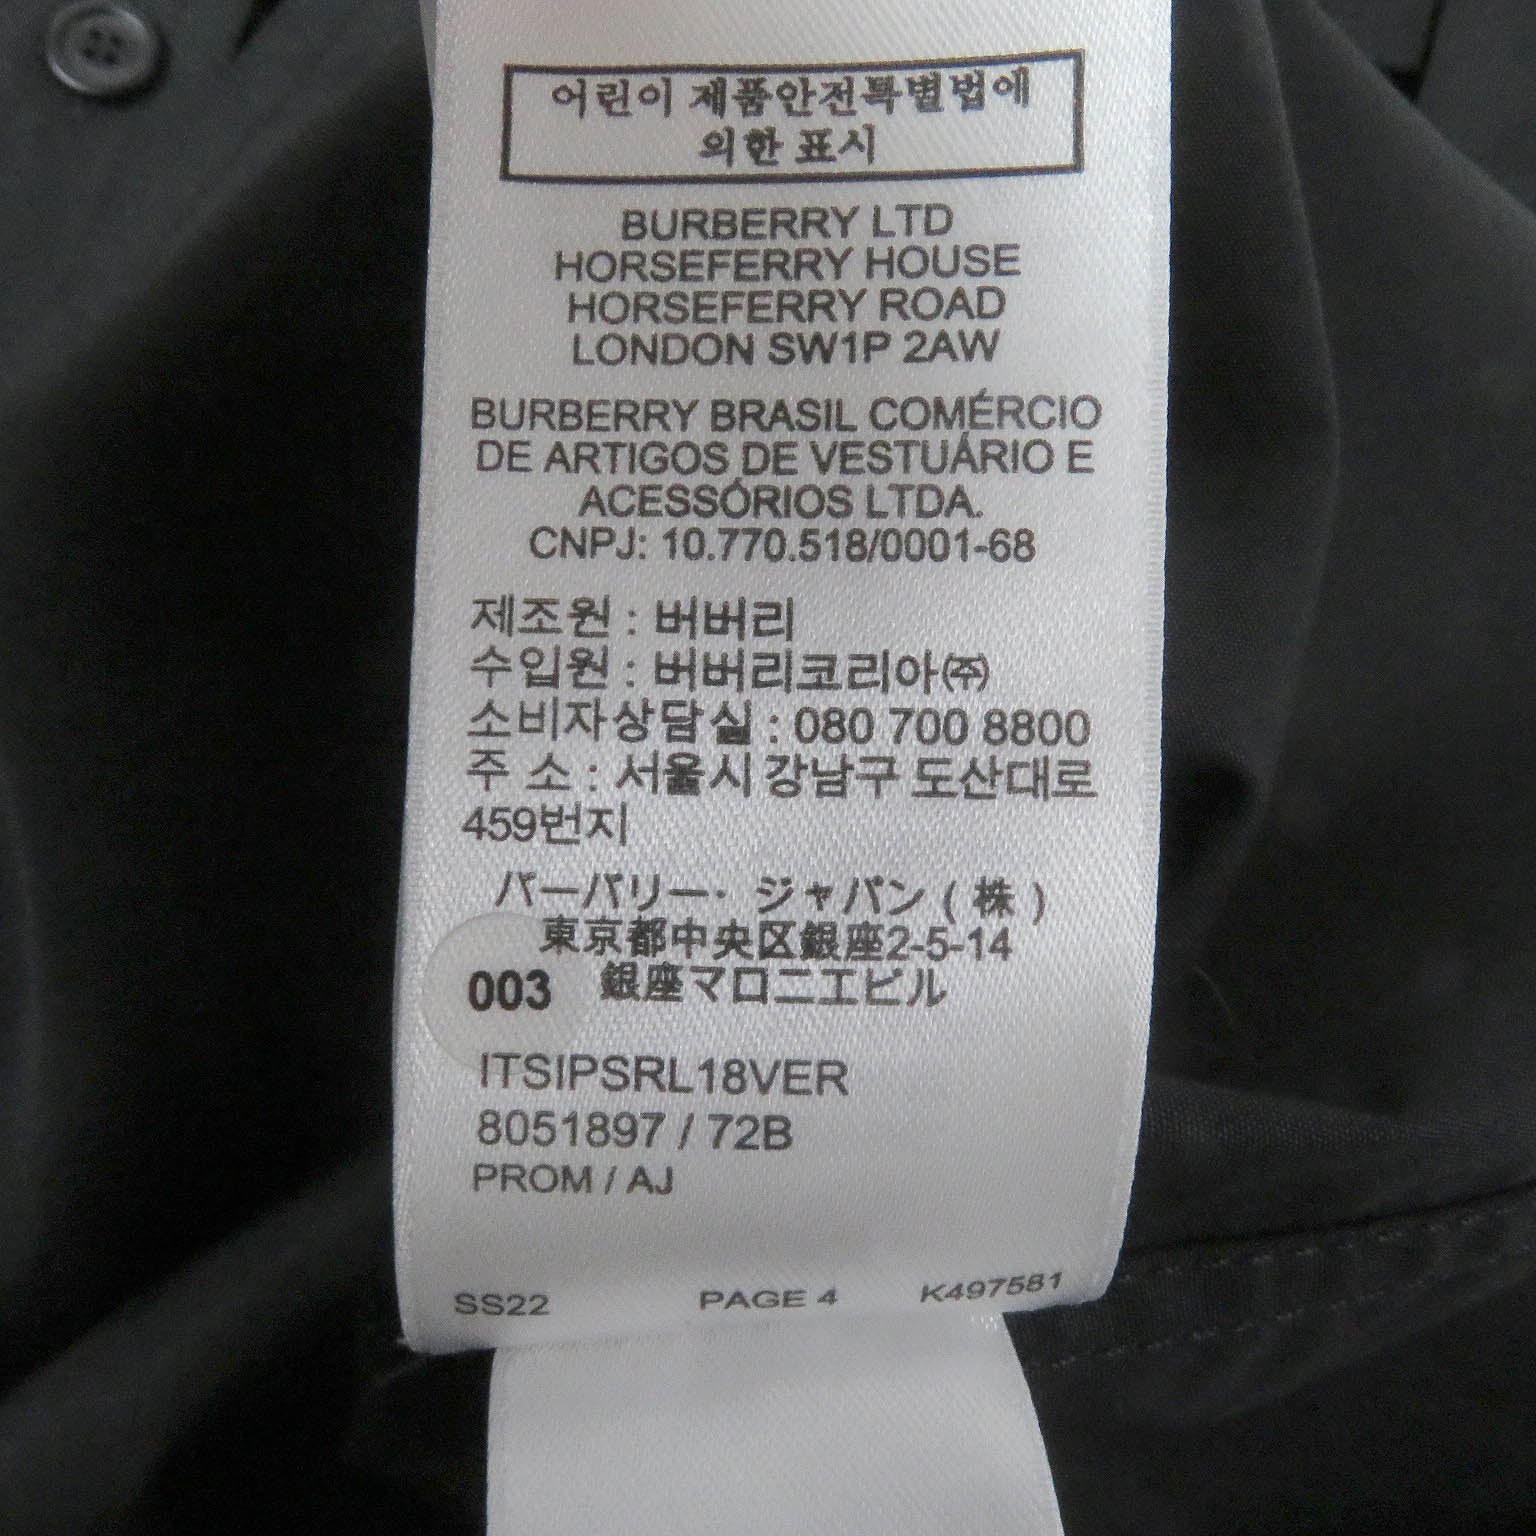 어린이 제품안전특별법에
의한 표시
BURBERRY LTD
HORSEFERRY HOUSE
HORSEFERRY ROAD
LONDON SW1P 2AW
BURBERRY BRASIL COMÉRCIO
DE ARTIGOS DE VESTUÁRIO E
ACESSÓRIOS LTDA.
CNPJ: 10.770.518/0001-68
제조원 : 버버리
수입원 : 버버리코리아㈜
소비자상담실 : 080 700 8800
주 소 : 서울시 강남구 도산대로
459번지
バーバリー・ジャパン ( 株 )
東京都中央区銀座2-5-14
003 銀座マロニエビル
ITSIPSRL18VER
8051897 / 72B
PROM / AJ
SS22 PAGE 4 K497581